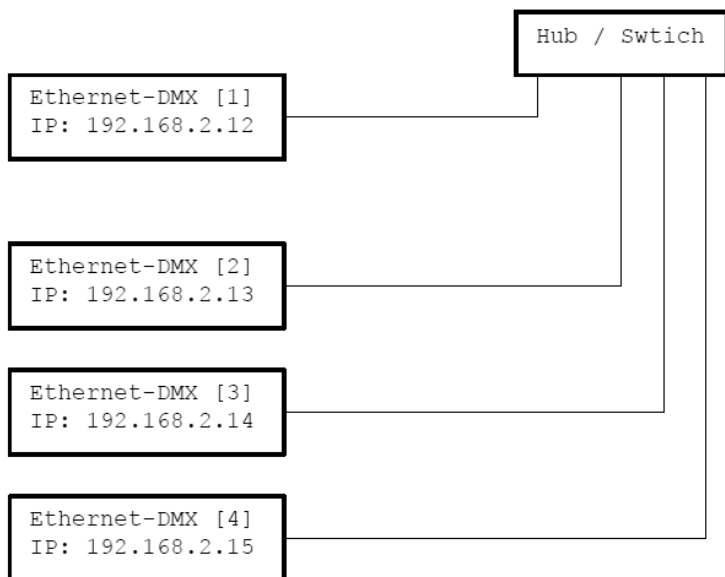 Hub / Swtich
Ethernet-DMX [1]
IP: 192.168.2.12
Ethernet-DMX [2]
IP: 192.168.2.13
Ethernet-DMX [3]
IP: 192.168.2.14
Ethernet-DMX [4]
IP: 192.168.2.15